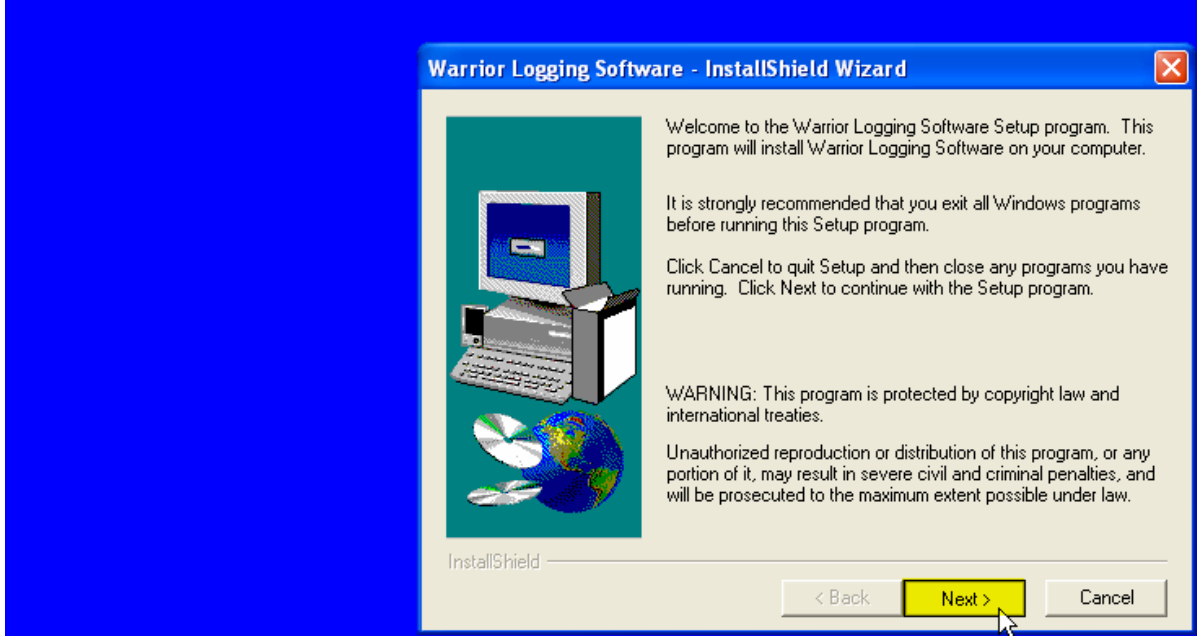 Warrior Logging Software - InstallShield Wizard
Welcome to the Warrior Logging Software Setup program.  This
program will install Warrior Logging Software on your computer.
It is strongly recommended that you exit all Windows programs
before running this Setup program.
Click Cancel to quit Setup and then close any programs you have
running.  Click Next to continue with the Setup program.
WARNING: This program is protected by copyright law and
international treaties.
Unauthorized reproduction or distribution of this program, or any
portion of it, may result in severe civil and criminal penalties, and
will be prosecuted to the maximum extent possible under law.
InstallShield
< Back
Next >
Cancel